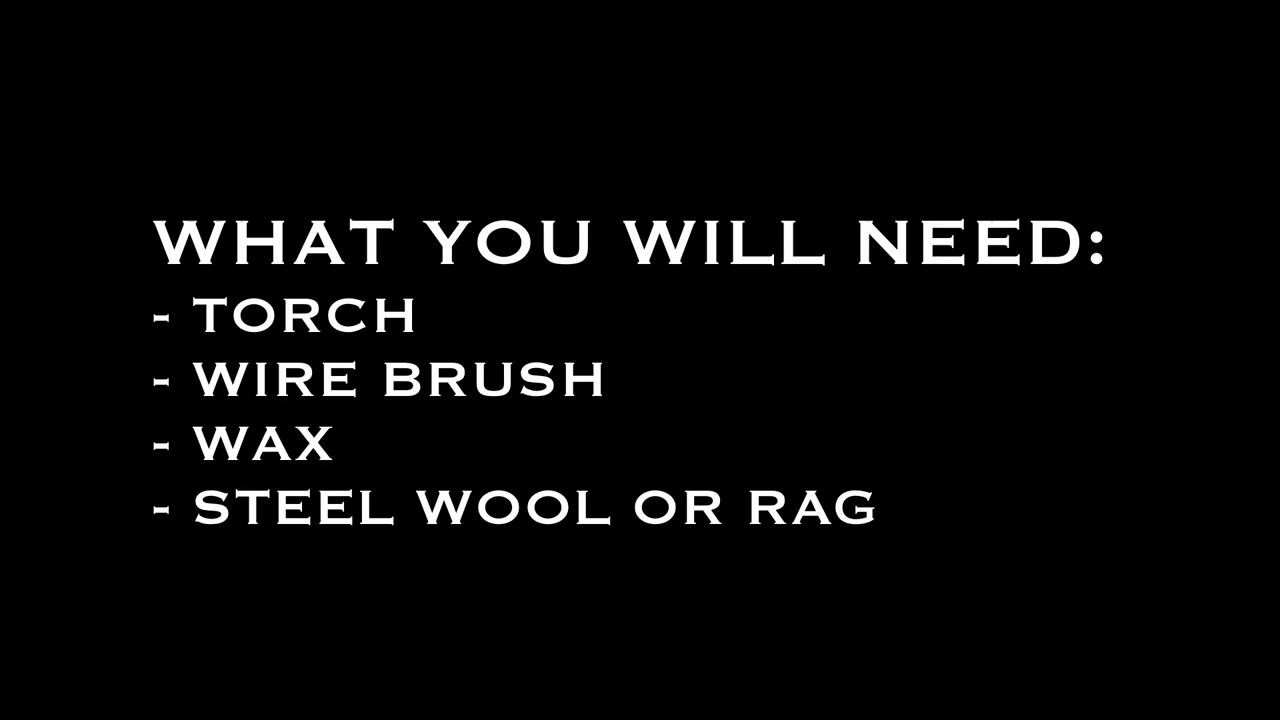 WHAT YOU WILL NEED:
- TORCH
- WIRE BRUSH
- WAX
- STEEL WOOL OR RAG